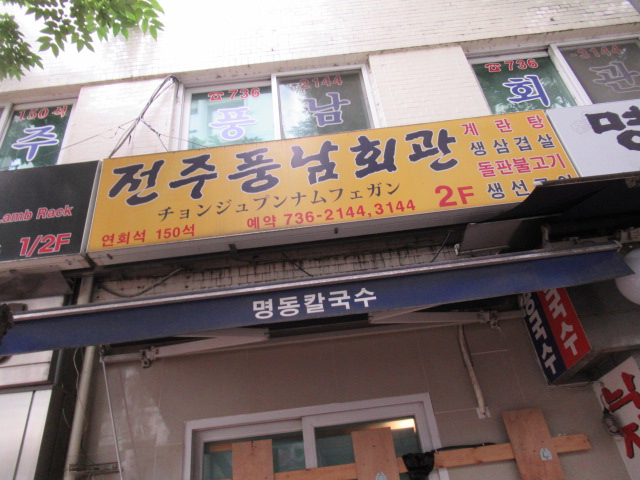 150석
주
☎736
풍
2144
남
☎736
회
3144
관
Lamb Rack
1/2F
전주풍남회관
チョンジュプンナムフェガン
연회석 150석
예약 736-2144,3144
2F
계란탕
생삼겹살
돌판불고기
명
명동칼국수
국수